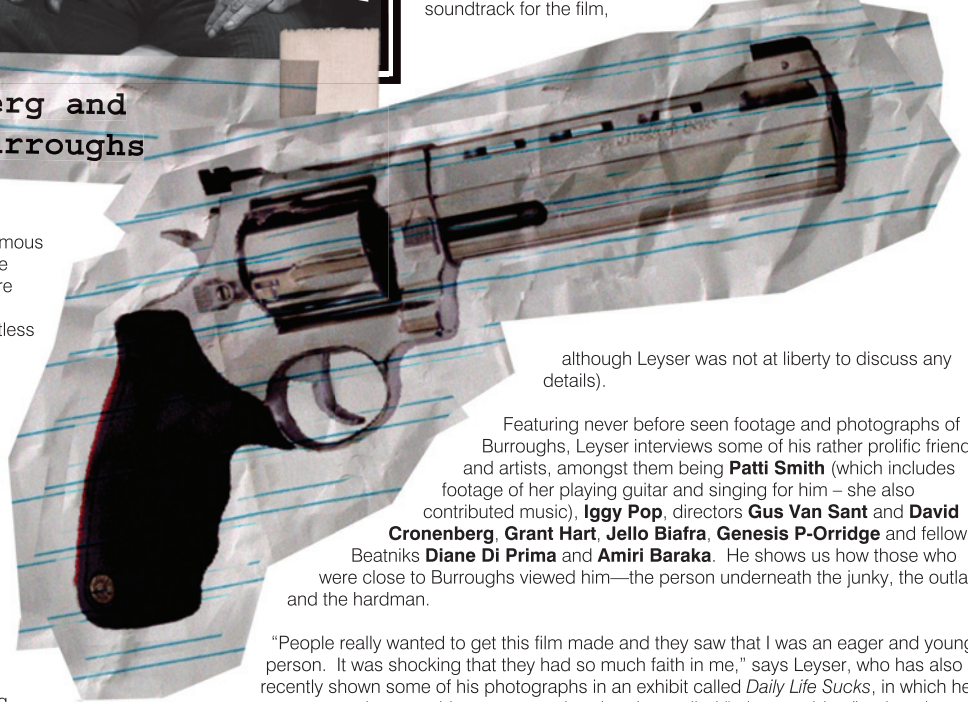 soundtrack for the film,
erg and
rroughs
mous
e
re
tless
although Leyser was not at liberty to discuss any
details).
Featuring never before seen footage and photographs of
Burroughs, Leyser interviews some of his rather prolific friend
and artists, amongst them being Patti Smith (which includes
footage of her playing guitar and singing for him – she also
contributed music), Iggy Pop, directors Gus Van Sant and David
Cronenberg, Grant Hart, Jello Biafra, Genesis P-Orridge and fellow
Beatniks Diane Di Prima and Amiri Baraka.  He shows us how those who
were close to Burroughs viewed him—the person underneath the junky, the outla
and the hardman.
“People really wanted to get this film made and they saw that I was an eager and young
person.  It was shocking that they had so much faith in me,” says Leyser, who has also
recently shown some of his photographs in an exhibit called Daily Life Sucks, in which he